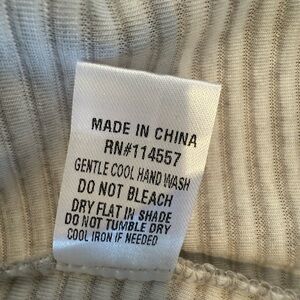 MADE IN CHINA
RN#114557
GENTLE COOL HAND WASH
DO NOT BLEACH
DRY FLAT IN SHADE
DO NOT TUMBLE DRY
COOL IRON IF NEEDED